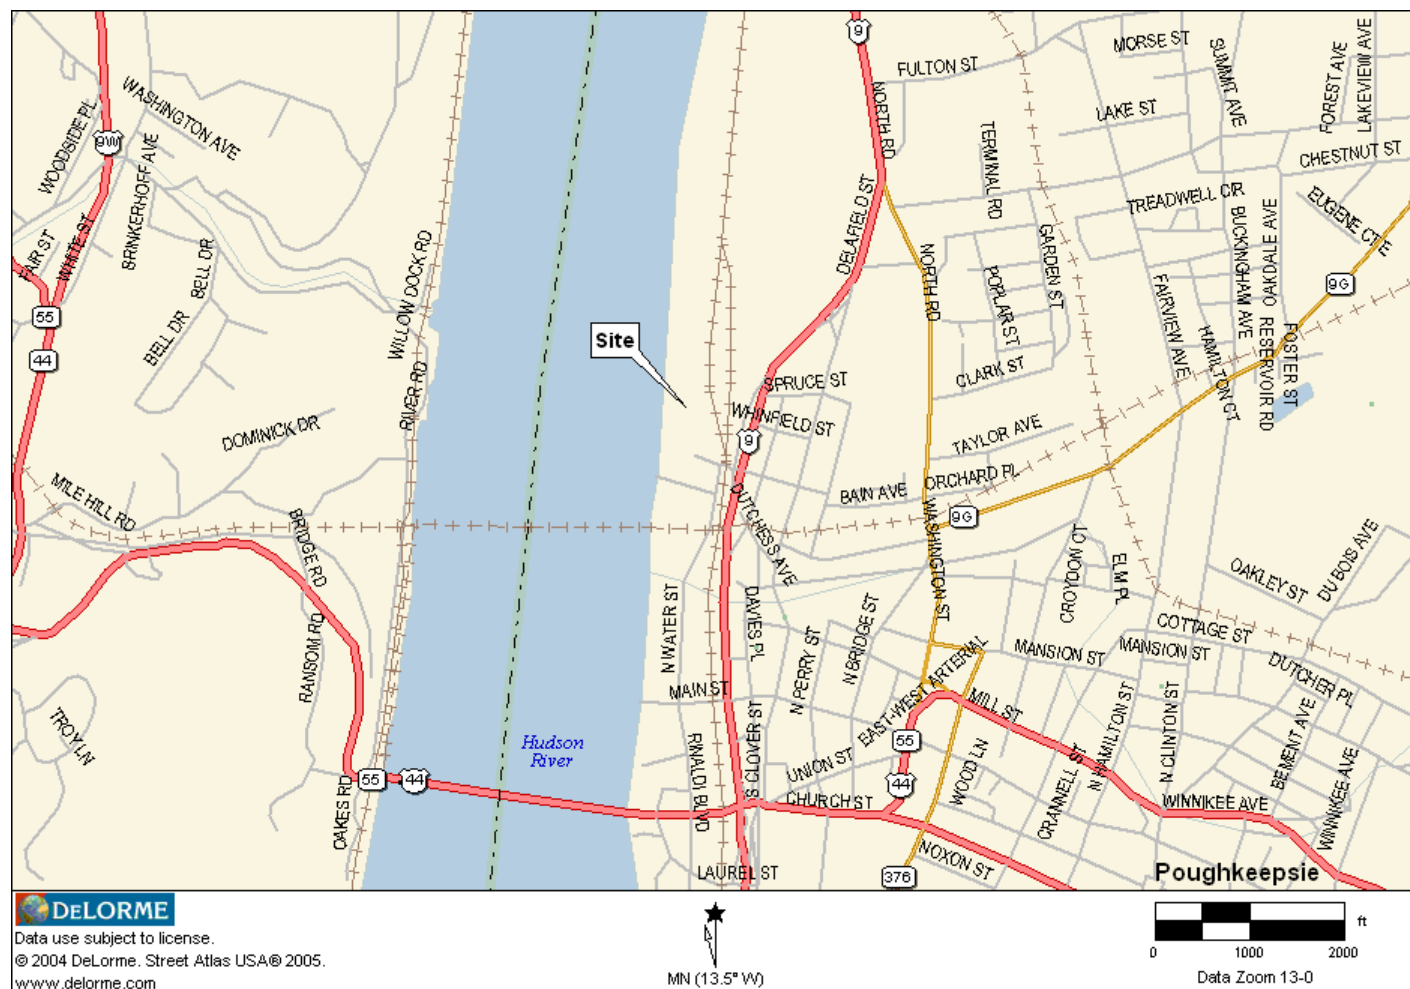 9
MORSE ST
FULTON ST
SUMMIT AVE
FOREST AVE
LAKEVIEW AVE
WASHINGTON AVE
WOODSIDE PL
9W
LAKE ST
NORTH RD
TERMINAL RD
CHESTNUT ST
BRINKERHOFF AVE
TREADWELL CIR
EUGENE CT
E
FAIR ST
WHITE ST
BELL DR
WILLOW DOCK RD
DELAFIELD ST
NORTH RD
GARDEN ST
BUCKINGHAM AVE
OAKDALE AVE
9G
POPLAR ST
FAIRVIEW AVE
55
BELL DR
Site
HAMILTON CT
RESERVOIR RD
FOSTER ST
44
RIVER RD
SPRUCE ST
CLARK ST
WHINFIELD ST
DOMINICK DR
9
TAYLOR AVE
MILE HILL RD
BAIN AVE
ORCHARD PL
DUTCHESS AVE
WASHINGTON ST
9G
BRIDGE RD
CROYDON CT
ELM PL
OAKLEY ST
DU BOIS AVE
N WATER ST
DAVIES PL
N PERRY ST
N BRIDGE ST
COTTAGE ST
RANSOM RD
MANSION ST
MANSION ST
DUTCHER PL
EAST-WEST ARTERIAL
MAIN ST
MILL ST
TROY LN
Hudson
River
RINALDI BLVD
S CLOVER ST
UNION ST
55
WOOD LN
N HAMILTON ST
N CLINTON ST
BEMENT AVE
WINNIKEE AVE
55
44
44
OAKES RD
CHURCH ST
CRANNELL ST
WINNIKEE AVE
LAUREL ST
NOXON ST
376
Poughkeepsie
DELORME
Data use subject to license.
© 2004 DeLorme. Street Atlas USA® 2005.
www.delorme.com
MN (13.5° W)
ft
0 1000 2000
Data Zoom 13-0